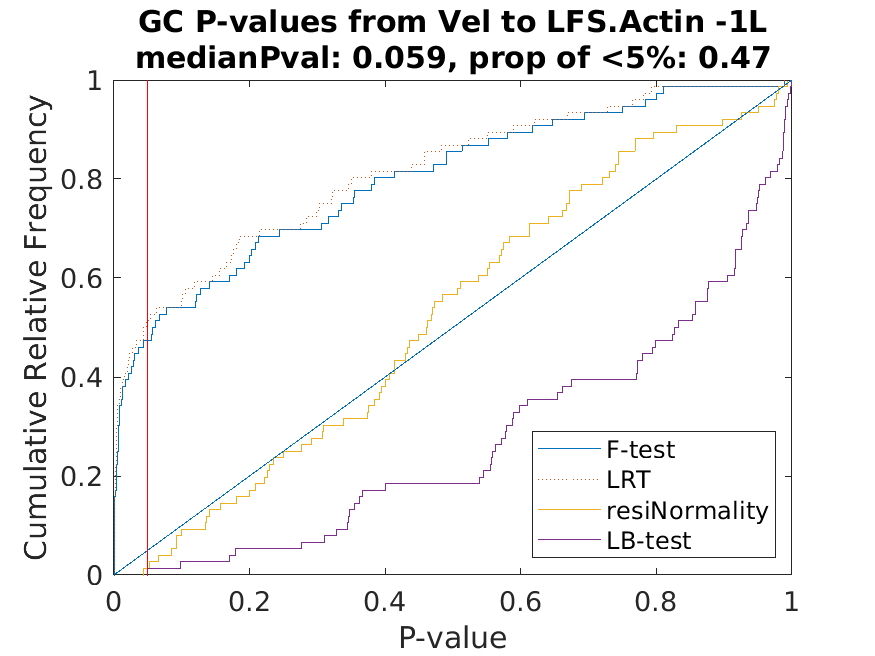 GC P-values from Vel to LFS.Actin -1L
medianPval: 0.059, prop of <5%: 0.47
Cumulative Relative Frequency
1
0.8
0.6
0.4
0.2
0
0 0.2 0.4 0.6 0.8 1
P-value
F-test
LRT
resiNormality
LB-test